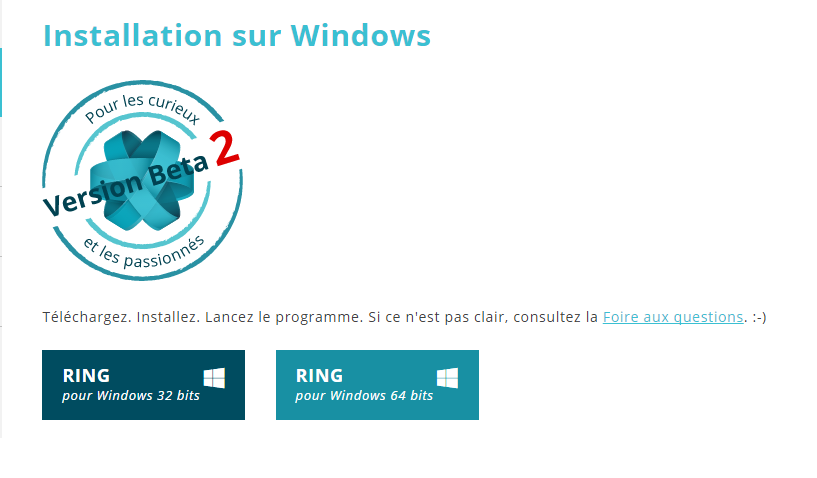 Installation sur Windows
Pour les curieux
Version Beta 2
et les passionnés
Téléchargez. Installez. Lancez le programme. Si ce n'est pas clair, consultez la Foire aux questions. :-)
RING
pour Windows 32 bits
RING
pour Windows 64 bits